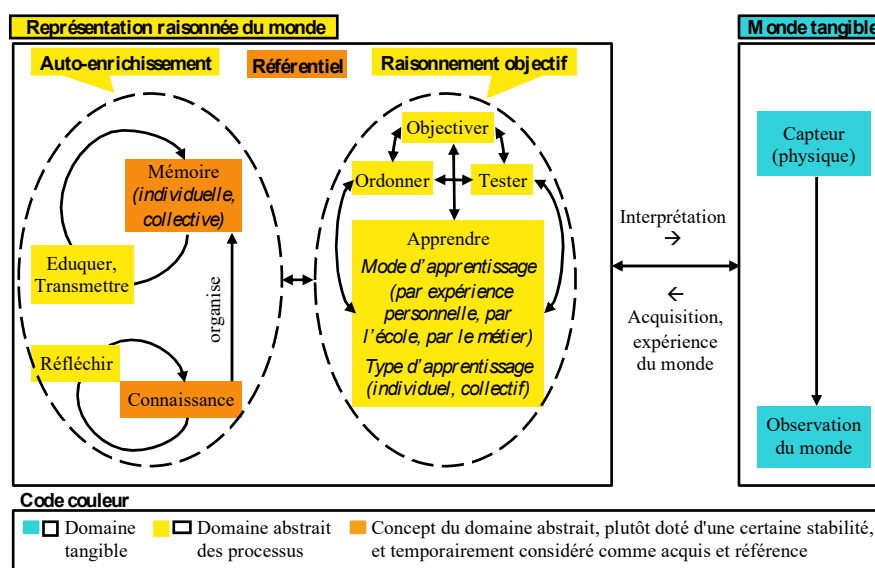 Représentation raisonnée du monde
Monde tangible
Auto-enrichissement
Référentiel
Raisonnement objectif
Mémoire
(individuelle,
collective)
Eduquer,
Transmettre
organise
Réfléchir
Connaissance
Objectiver
Ordonner
Tester
Apprendre
Mode d'apprentissage
(par expérience
personnelle, par
l'école, par le métier)
Type d'apprentissage
(individuel, collectif)
Interprétation
→
←
Acquisition,
expérience
du monde
Capteur
(physique)
Observation
du monde
Code couleur
Domaine
tangible
Domaine abstrait
des processus
Concept du domaine abstrait, plutôt doté d'une certaine stabilité,
et temporairement considéré comme acquis et référence